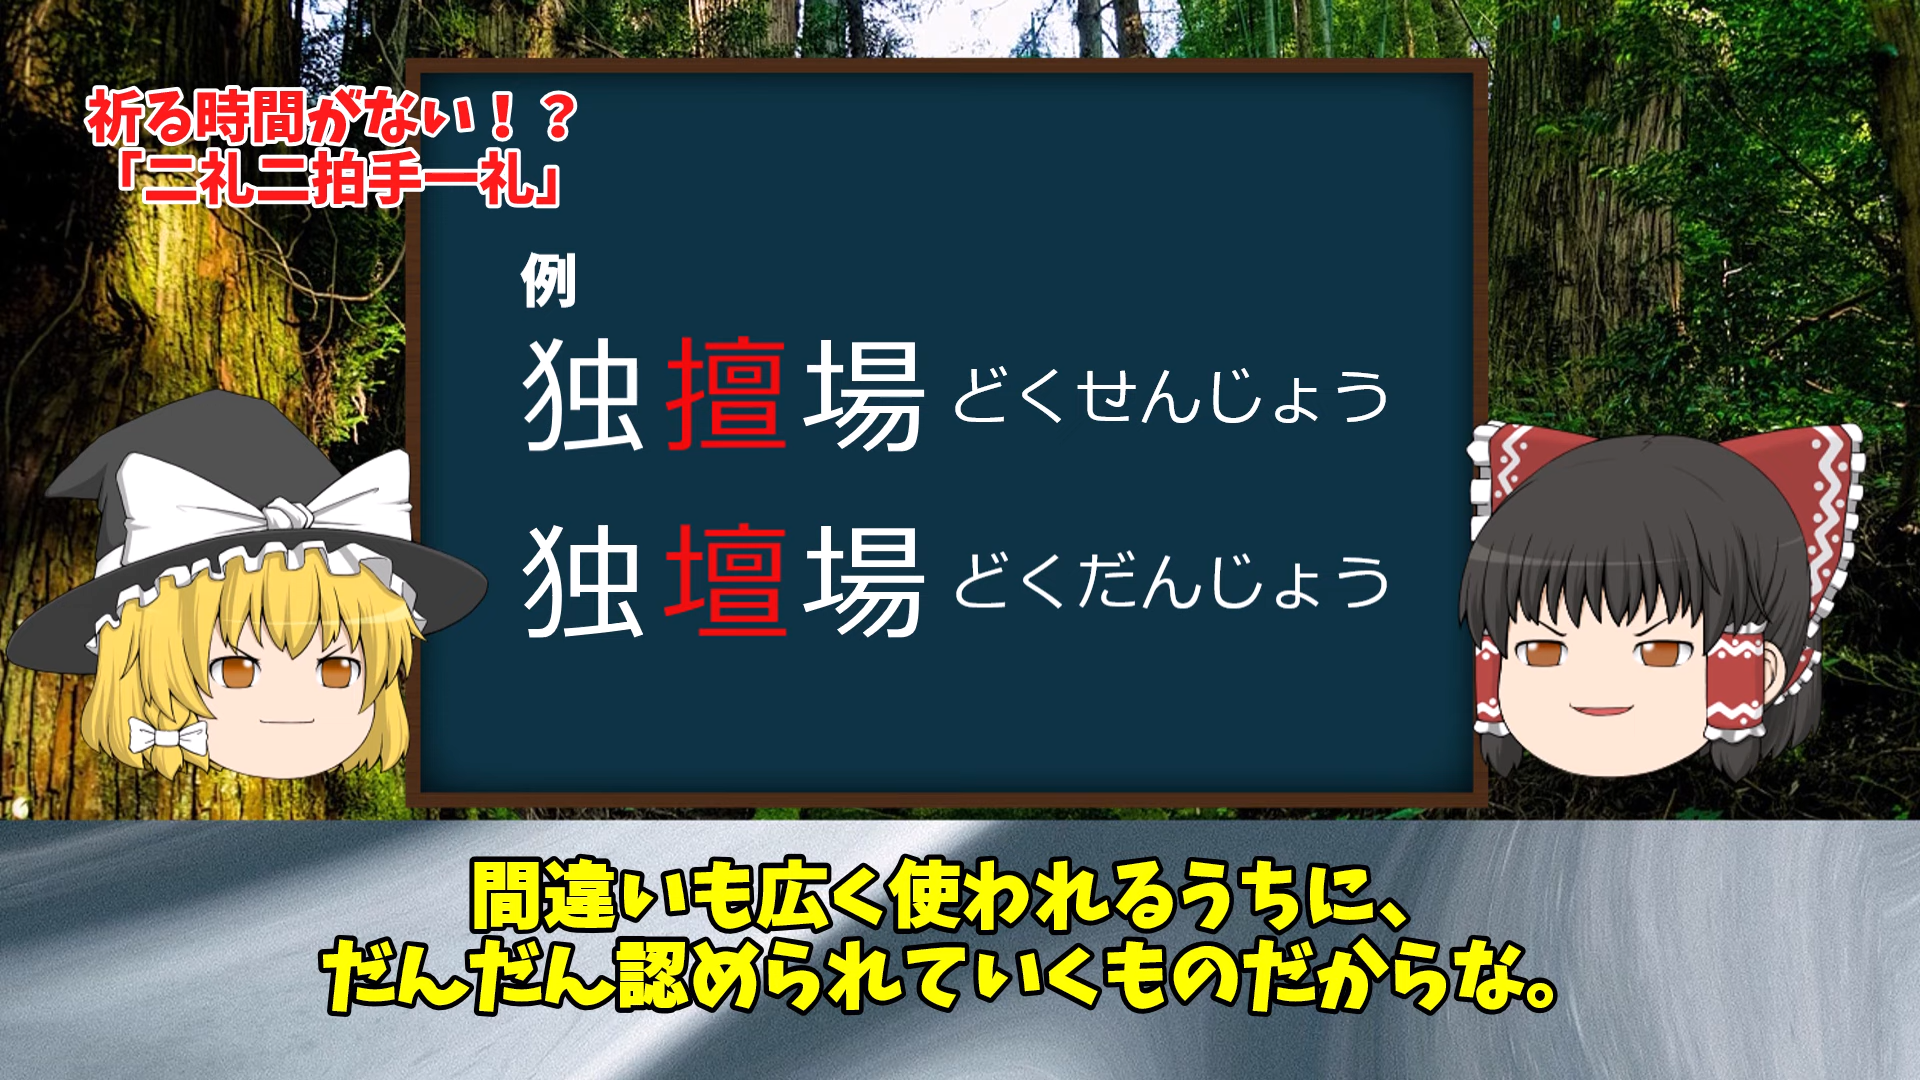 祈る時間がない！？
「二礼二拍手一礼」
例
独擅場 どくせんじょう
独壇場 どくだんじょう
間違いも広く使われるうちに、
だんだん認められていくものだからな。